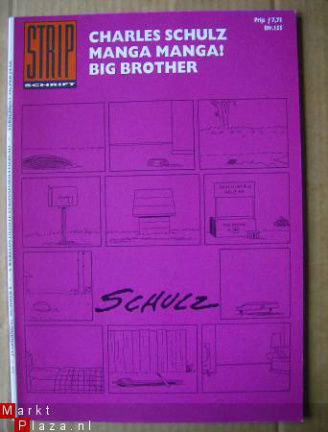 STRIP
SCHRIFT
CHARLES SCHULZ
MANGA MANGA!
BIG BROTHER
Prijs ƒ 7,75
SCHULZ
Markt
Plaza.nl